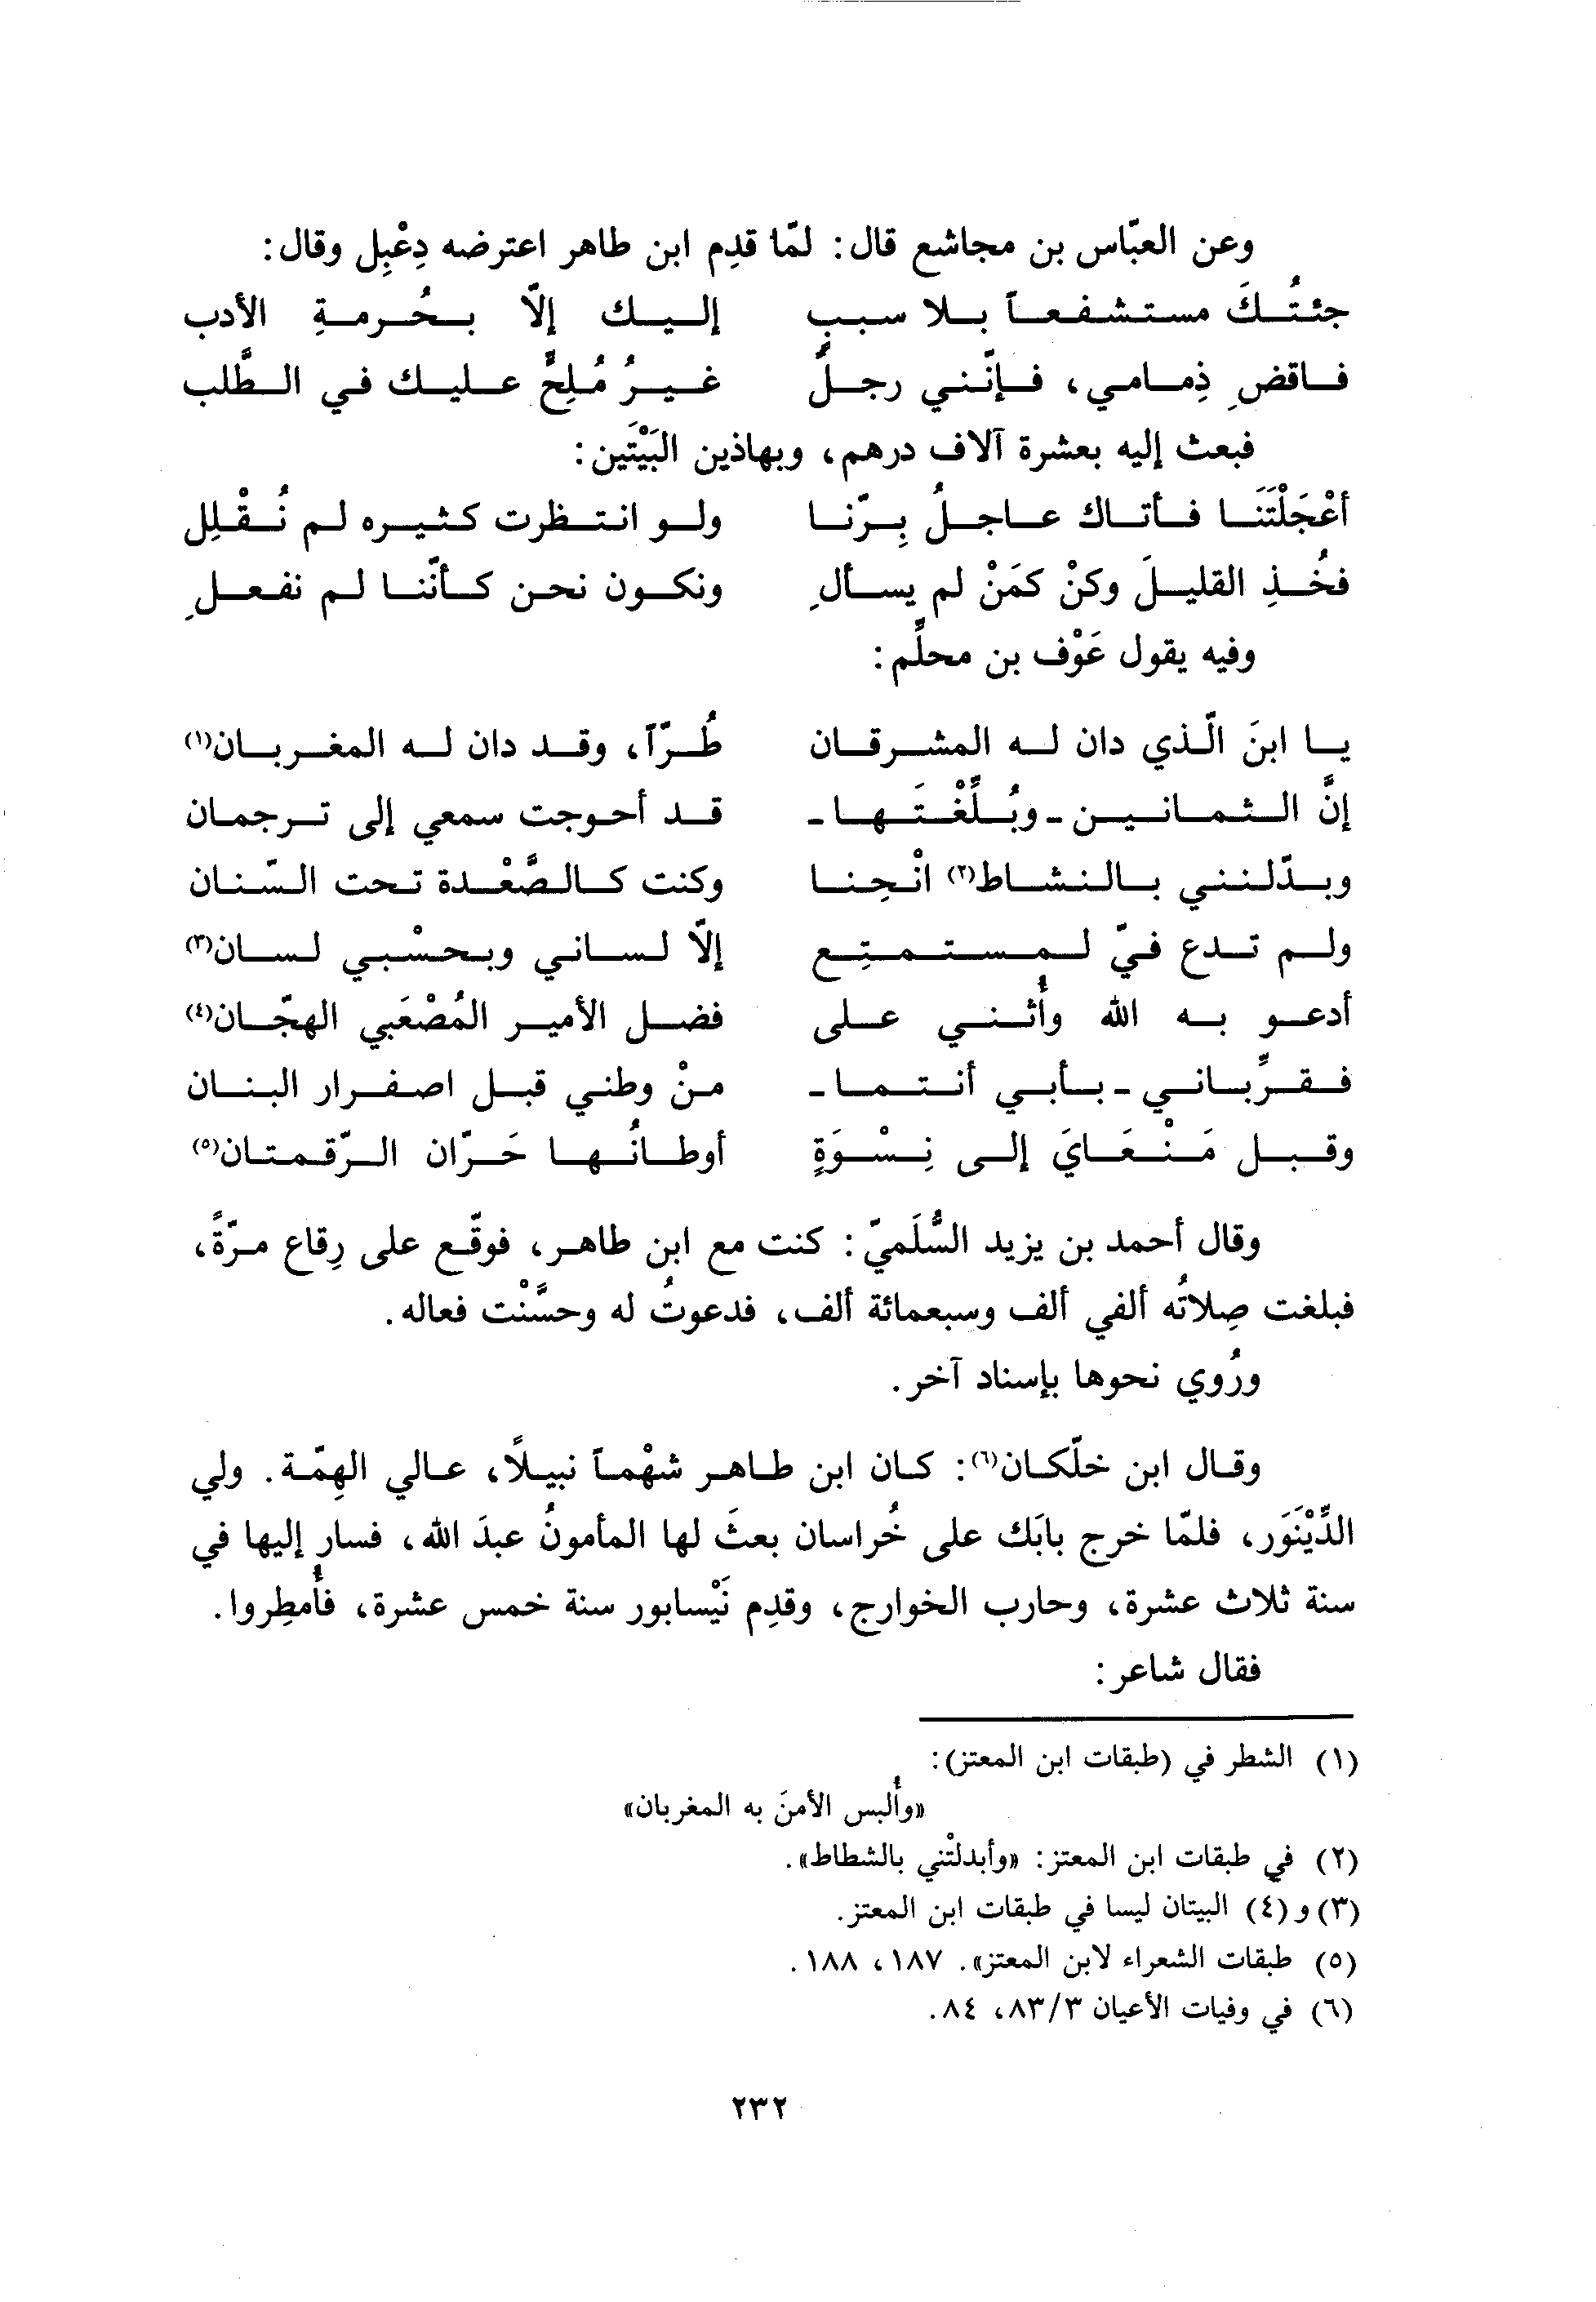 وعن العبّاس بن مجاشع قال: لمّا قدِم ابن طاهر اعترضه دِعْبِل وقال:
جئتُكَ مستشفعاً بلا سببٍ إليك إلّا بحُرمةِ الأدب
فاقضِ ذِمامي، فإنّني رجلٌ غيرُ مُلِحٍّ عليك في الطَّلب
فبعث إليه بعشرة آلاف درهم، وبهاذين البَيْتَين:
أعْجَلْتَنَا فأتاك عاجلُ بِرّنا ولو انتظرت كثيره لم نُقْلِل
فخُذِ القليلَ وكنْ كمَنْ لم يسألِ ونكون نحن كأنّنا لم نفعلِ
وفيه يقول عَوْف بن محلِّم:
يا ابنَ الّذي دان له المشرقان طُرّاً، وقد دان له المغربان(١)
إنَّ الثمانين - وبُلِّغْتَها - قد أحوجت سمعي إلى ترجمان
وبدّلنني بالنشاط(٢) انْحِنا وكنت كالصَّعْدة تحت السّنان
ولم تدع فيّ لمستمتِع إلّا لساني وبحسْبي لسان(٣)
أدعو به الله وأُثني على فضل الأمير المُصْعَبي الهجّان(٤)
فقرِّباني - بأبي أنتما - منْ وطني قبل اصفرار البنان
وقبل مَنْعَايَ إلى نِسْوَةٍ أوطانُها حَرّان الرّقمتان(٥)
وقال أحمد بن يزيد السُّلَميّ: كنت مع ابن طاهر، فوقّع على رِقاع مرّةً،
فبلغت صِلاتُه ألفي ألف وسبعمائة ألف، فدعوتُ له وحسَّنْت فعاله.
ورُوي نحوها بإسناد آخر.
وقال ابن خلّكان(٦): كان ابن طاهر شهْماً نبيلًا، عالي الهِمّة. ولي
الدِّيْنَوَر، فلمّا خرج بابَك على خُراسان بعثَ لها المأمونُ عبدَ الله، فسار إليها في
سنة ثلاث عشرة، وحارب الخوارج، وقدِم نَيْسابور سنة خمس عشرة، فأُمطِروا.
فقال شاعر:
(١) الشطر في (طبقات ابن المعتز):
«وأُلبس الأمنَ به المغربان»
(٢) في طبقات ابن المعتز: «وأبدلتْني بالشطاط».
(٣) و(٤) البيتان ليسا في طبقات ابن المعتز.
(٥) طبقات الشعراء لابن المعتز». ١٨٧، ١٨٨.
(٦) في وفيات الأعيان ٨٣/٣، ٨٤.
٢٣٢